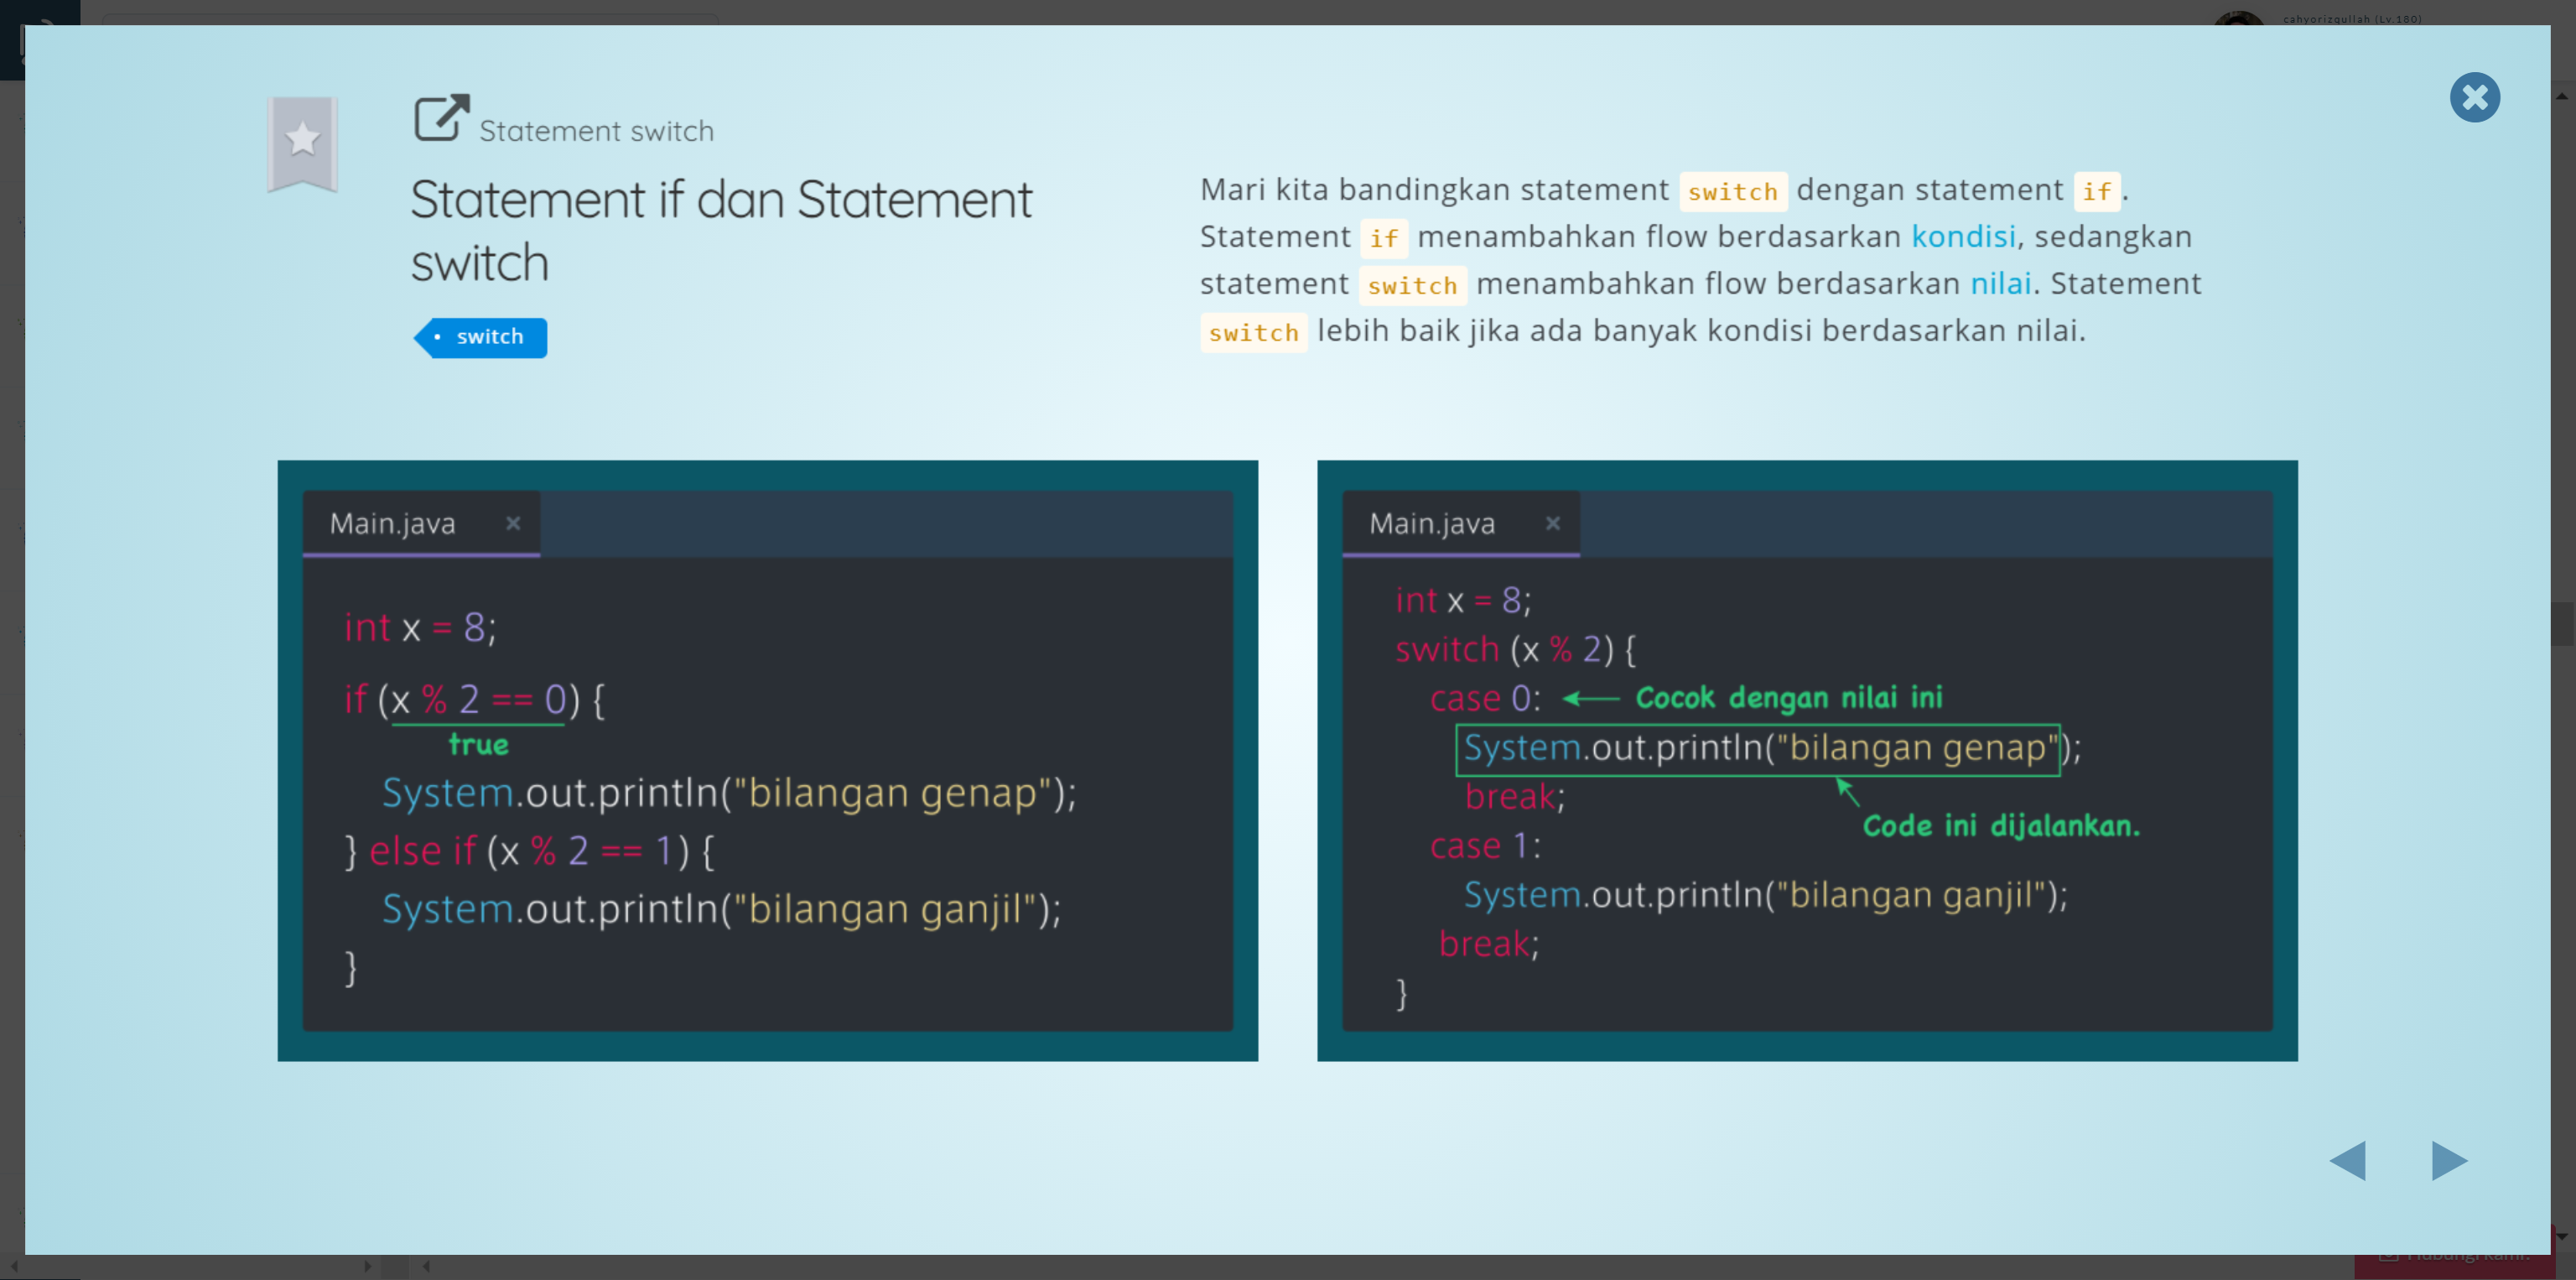 cahyorizqullah (Lv.180)
Statement switch
Statement if dan Statement
switch
switch
Mari kita bandingkan statement switch dengan statement if.
Statement if menambahkan flow berdasarkan kondisi, sedangkan
statement switch menambahkan flow berdasarkan nilai. Statement
switch lebih baik jika ada banyak kondisi berdasarkan nilai.
Main.java
int x = 8;
if (x % 2 == 0) {
true
System.out.println("bilangan genap");
} else if (x % 2 == 1) {
System.out.println("bilangan ganjil");
}
Main.java
int x = 8;
switch (x % 2) {
case 0: Cocok dengan nilai ini
System.out.println("bilangan genap");
break;
Code ini dijalankan.
case 1:
System.out.println("bilangan ganjil");
break;
}